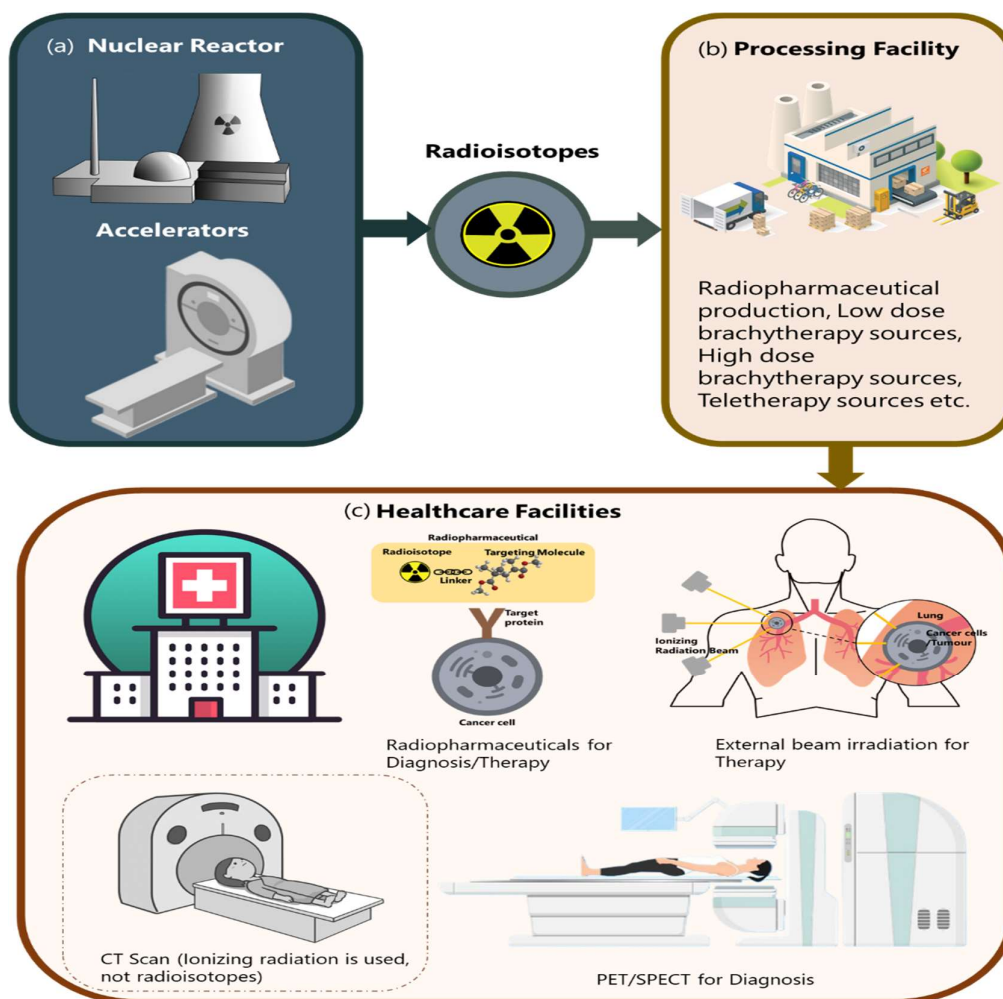 (a) Nuclear Reactor
Accelerators
Radioisotopes
(b) Processing Facility
Radiopharmaceutical
production, Low dose
brachytherapy sources,
High dose
brachytherapy sources,
Teletherapy sources etc.
(c) Healthcare Facilities
Radiopharmaceutical
Radioisotope
Targeting Molecule
Linker
Target
protein
Cancer cell
Radiopharmaceuticals for
Diagnosis/Therapy
Ionizing
Radiation Beam
Lung
Cancer cells
/Tumour
External beam irradiation for
Therapy
CT Scan (Ionizing radiation is used,
not radioisotopes)
PET/SPECT for Diagnosis